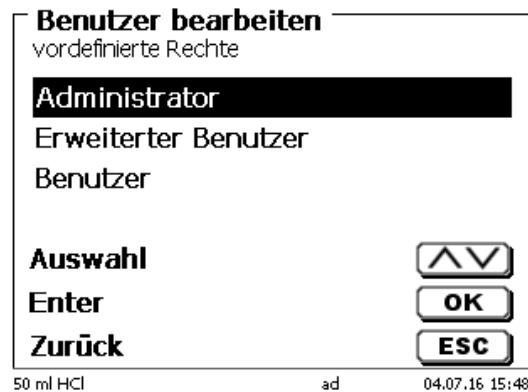 Benutzer bearbeiten
vordefinierte Rechte
Administrator
Erweiterter Benutzer
Benutzer
Auswahl
Enter OK
Zurück ESC
50 ml HCl ad 04.07.16 15:48